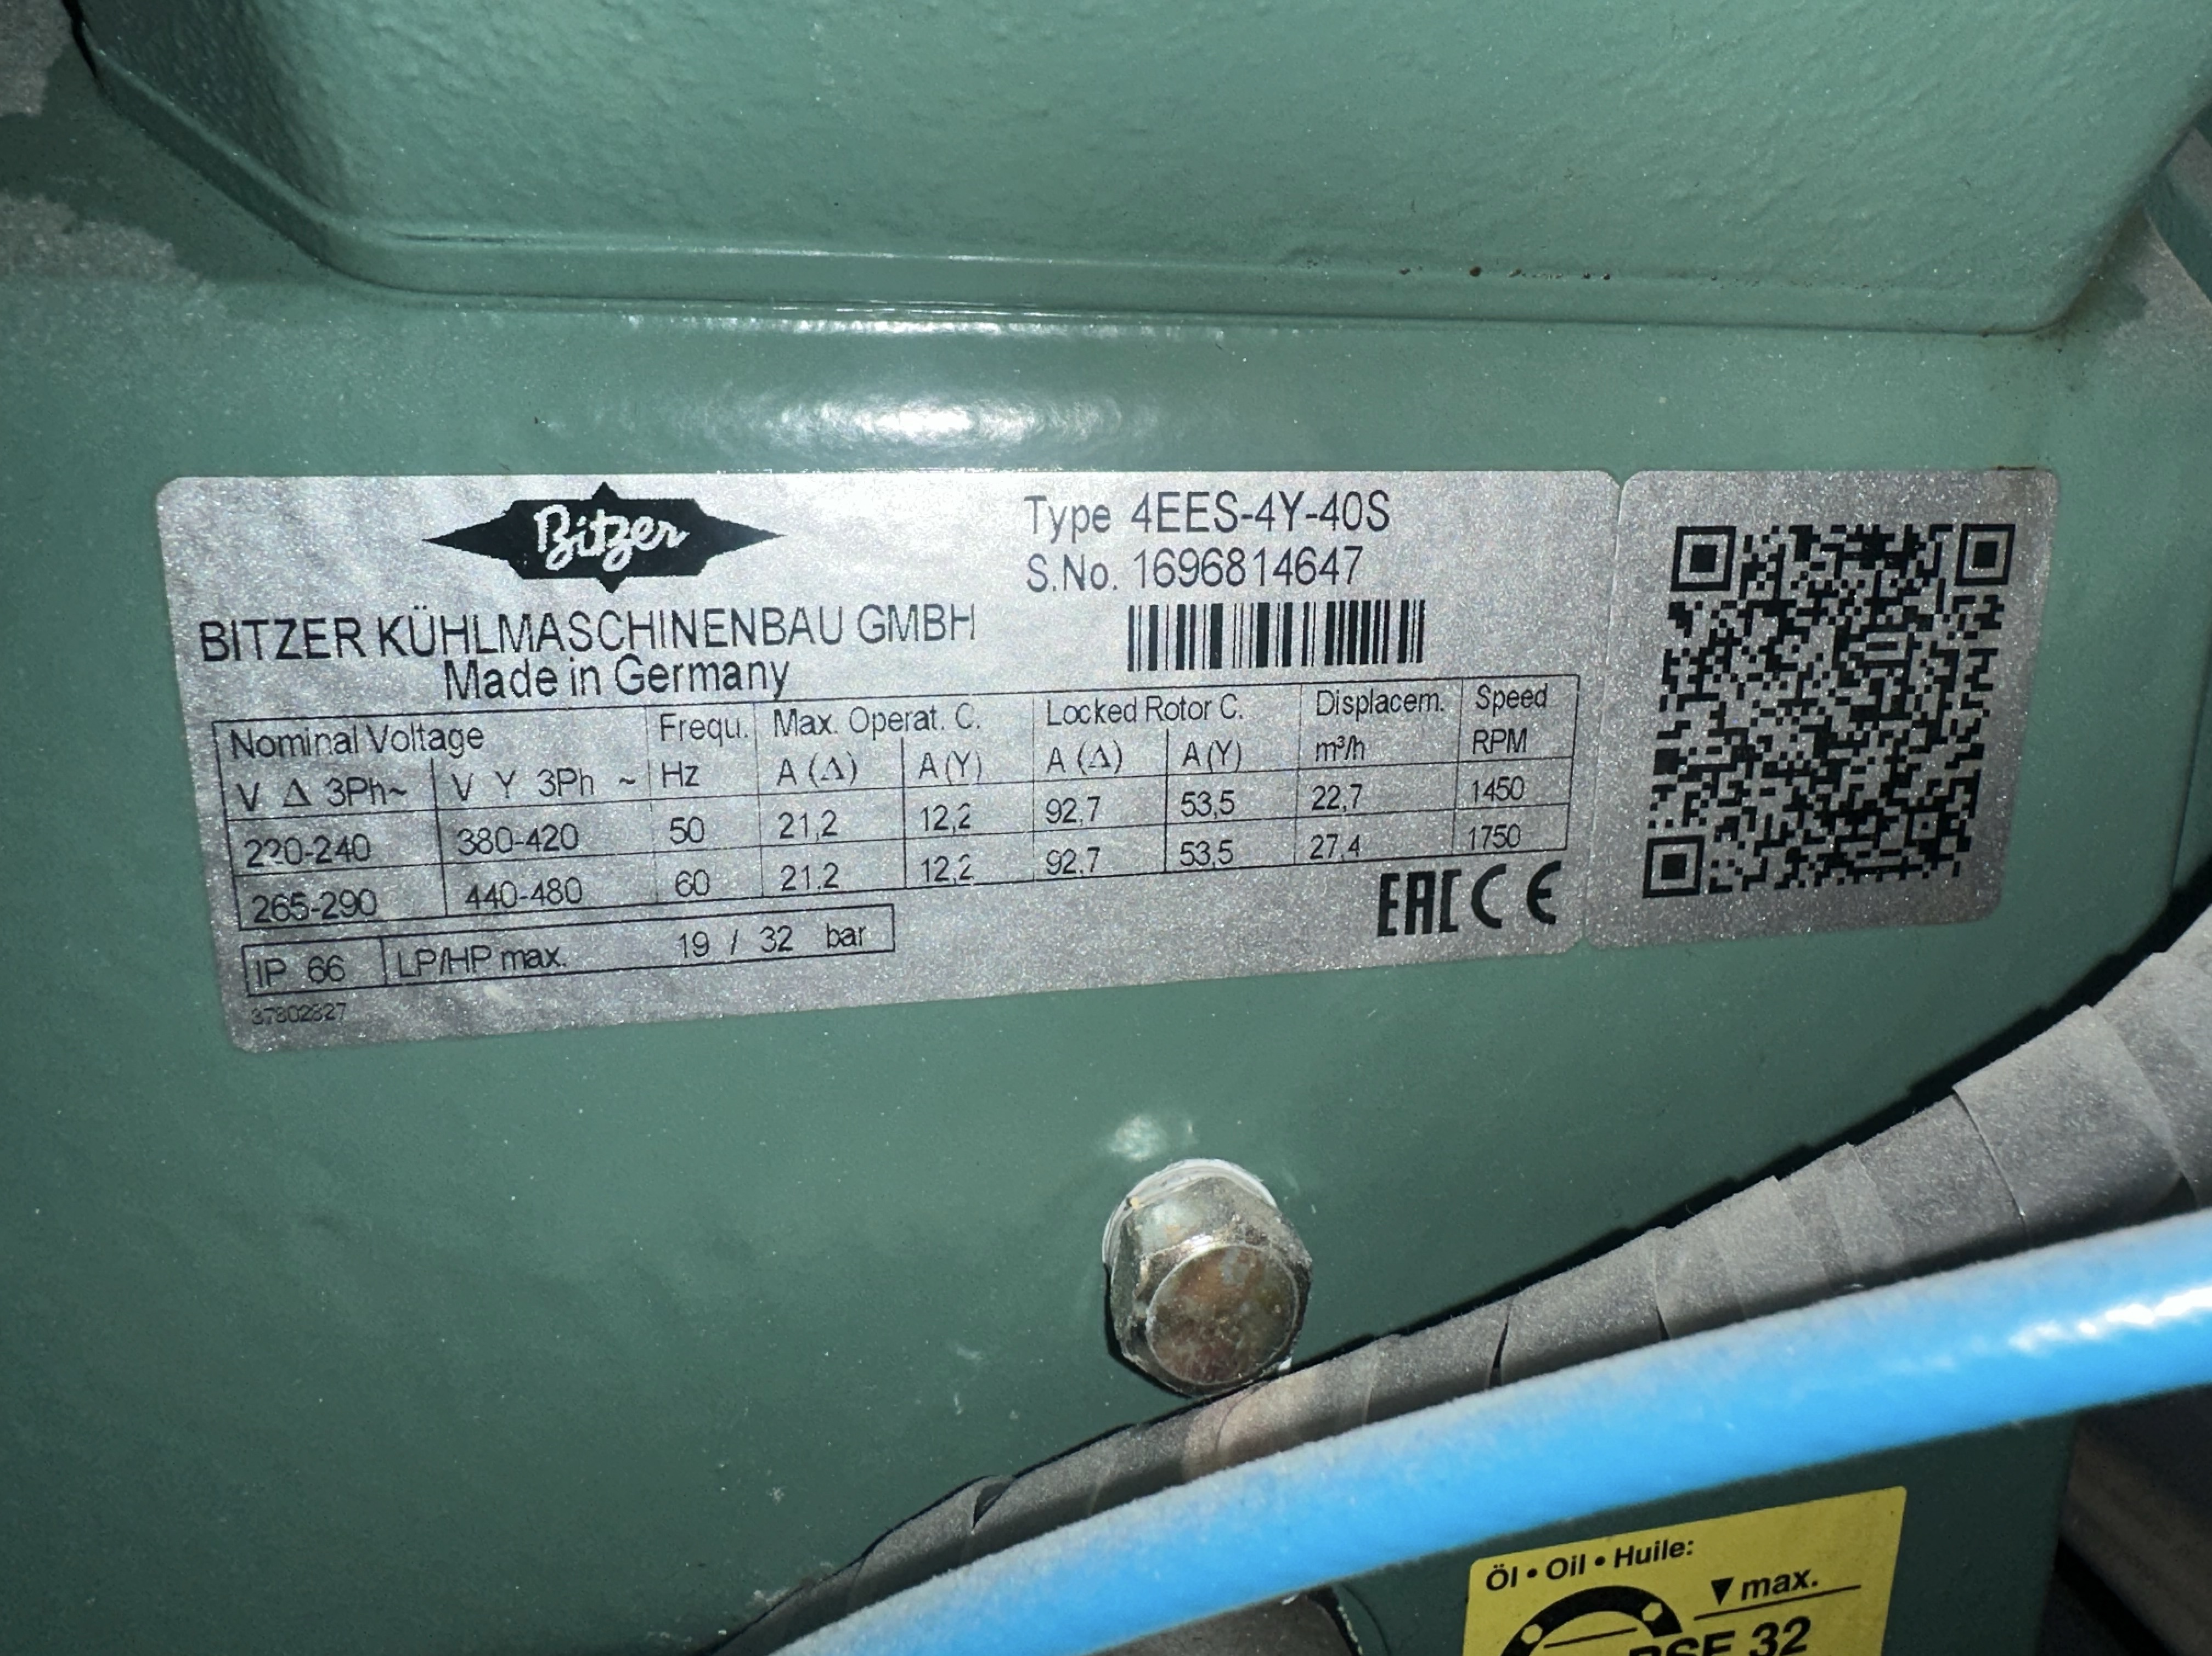 Bitzer
Type 4EES-4Y-40S
S.No. 1696814647
BITZER KÜHLMASCHINENBAU GMBH
Made in Germany
Nominal Voltage Frequ. Max. Operat. C. Locked Rotor C. Displacem. Speed
V Δ 3Ph~ V Y 3Ph ~ Hz A (Δ) A (Y) A (Δ) A (Y) m³/h RPM
220-240 380-420 50 21,2 12,2 92,7 53,5 22,7 1450
265-290 440-480 60 21,2 12,2 92,7 53,5 27,4 1750
IP 66 LP/HP max. 19 / 32 bar
EAC CE
37802827
Öl • Oil • Huile:
▼ max.
BSE 32